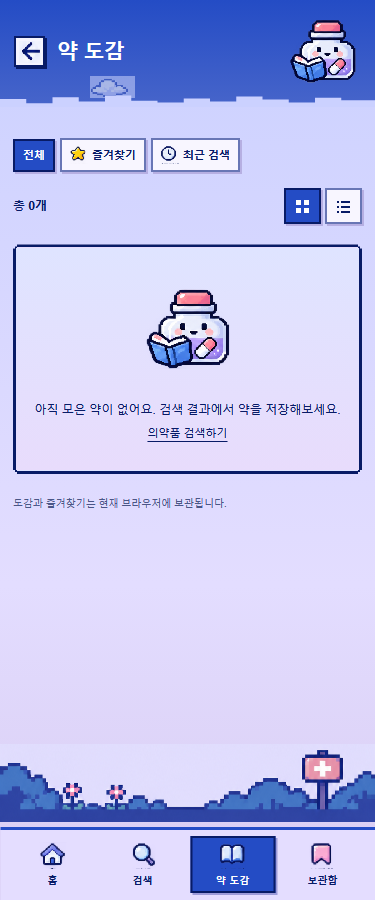 약 도감
전체
즐겨찾기
최근 검색
총 0개
아직 모은 약이 없어요. 검색 결과에서 약을 저장해보세요.
의약품 검색하기
도감과 즐겨찾기는 현재 브라우저에 보관됩니다.
홈
검색
약 도감
보관함